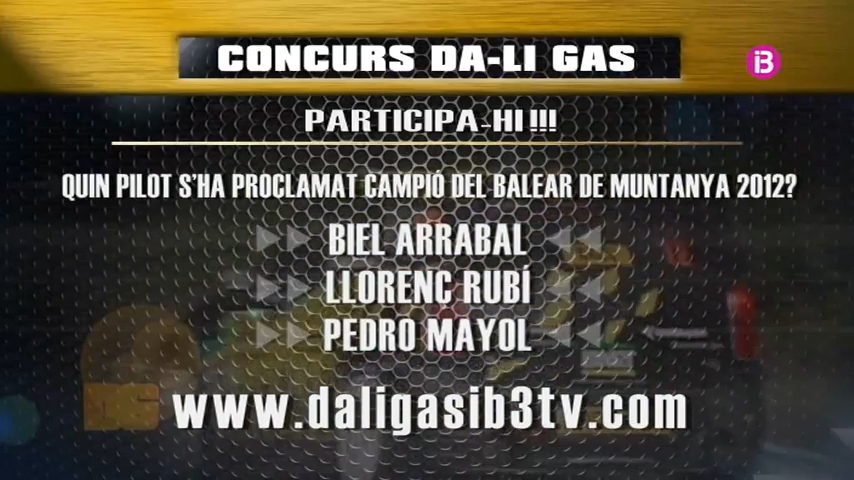 CONCURS DA-LI GAS
PARTICIPA-HI !!!
QUIN PILOT S'HA PROCLAMAT CAMPIÓ DEL BALEAR DE MUNTANYA 2012?
BIEL ARRABAL
LLORENC RUBÍ
PEDRO MAYOL
www.daligasib3tv.com